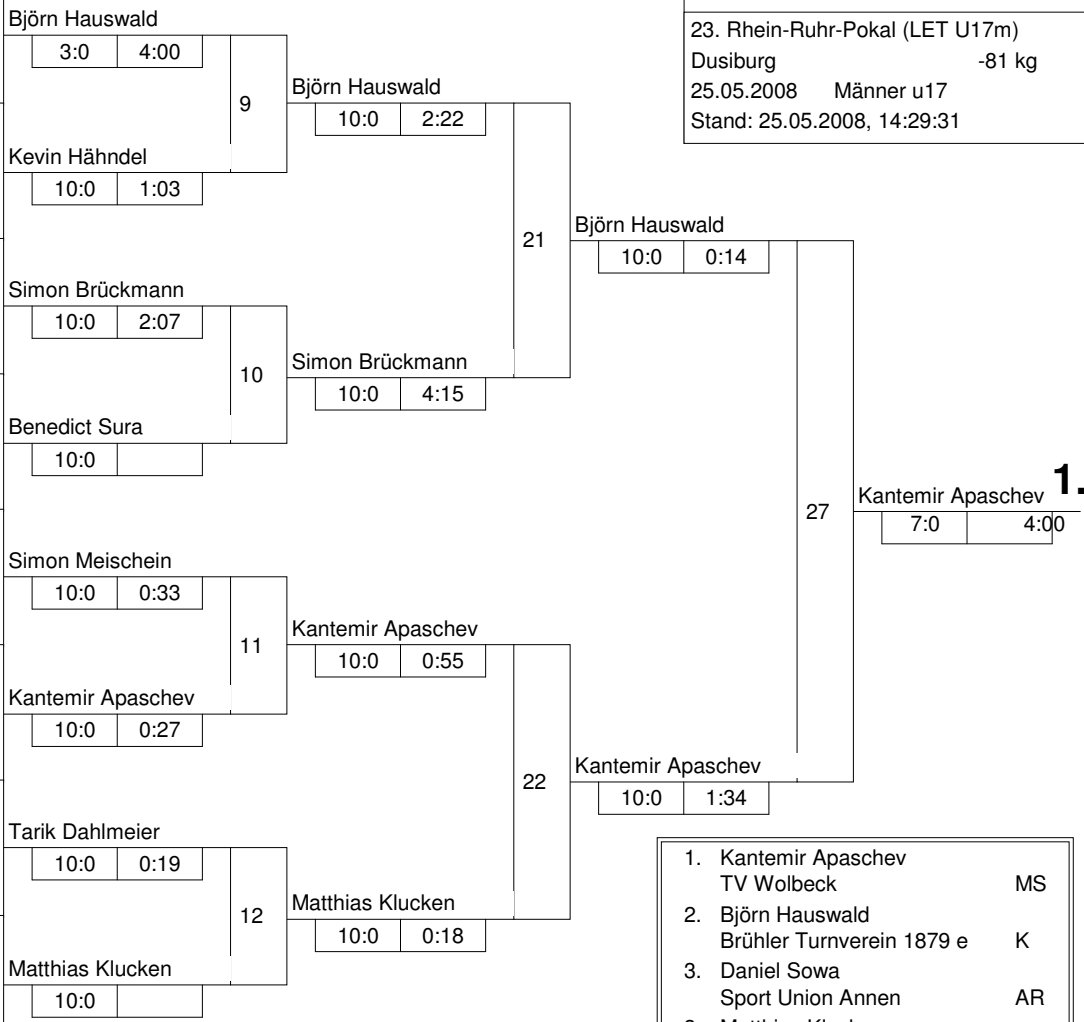 23. Rhein-Ruhr-Pokal (LET U17m)
Dusiburg -81 kg
25.05.2008 Männer u17
Stand: 25.05.2008, 14:29:31
Björn Hauswald
3:0 4:00
9
Kevin Hähndel
10:0 1:03
Simon Brückmann
10:0 2:07
10
Benedict Sura
10:0
Simon Meischein
10:0 0:33
11
Kantemir Apaschev
10:0 0:27
Tarik Dahlmeier
10:0 0:19
12
Matthias Klucken
10:0
Björn Hauswald
10:0 2:22
21
Simon Brückmann
10:0 4:15
Kantemir Apaschev
10:0 0:55
22
Matthias Klucken
10:0 0:18
Björn Hauswald
10:0 0:14
27
Kantemir Apaschev
10:0 1:34
Kantemir Apaschev 1.
7:0 4:00
1. Kantemir Apaschev
TV Wolbeck MS
2. Björn Hauswald
Brühler Turnverein 1879 e K
3. Daniel Sowa
Sport Union Annen AR